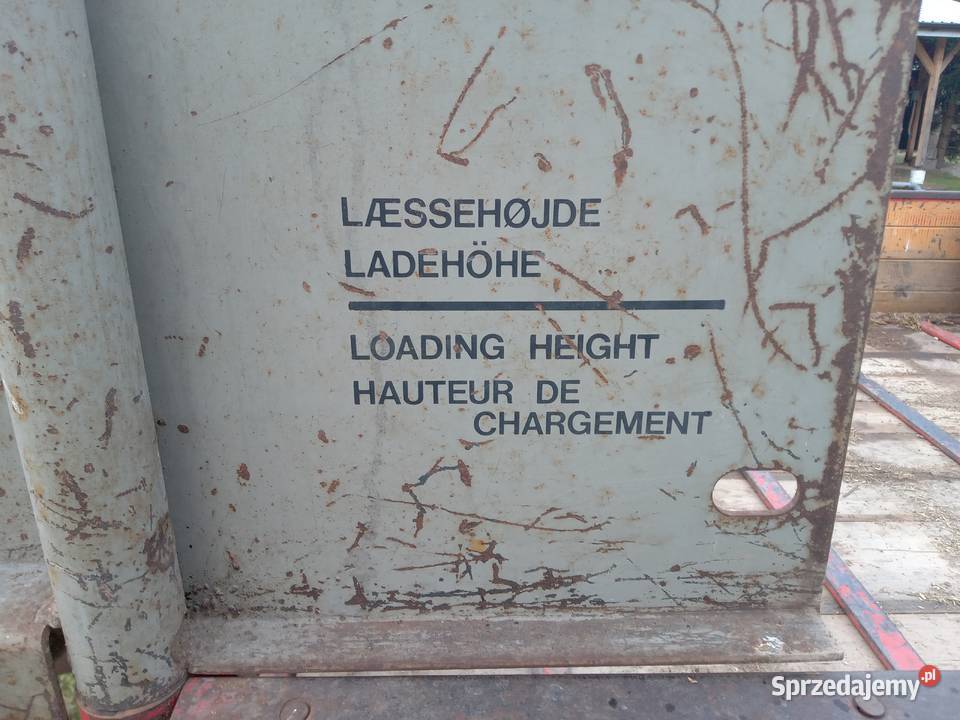 LÆSSEHØJDE
LADEHÖHE
LOADING HEIGHT
HAUTEUR DE
CHARGEMENT
Sprzedajemy.pl